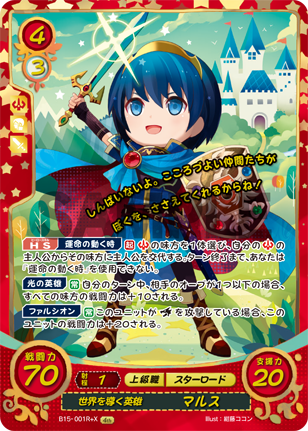 4
3
しんぱいないよ。こころづよい仲間たちが
ぼくを、ささえてくれるからね!
HS 運命の動く時 起 の味方を1体選び、自分の の
主人公からその味方に主人公を交代する。ターン終了まで、あなたは
『運命の動く時』を使用できない。
光の英雄 常 自分のターン中、相手のオーブが1つ以下の場合、
すべての味方の戦闘力は+10される。
ファルシオン 常 このユニットが を攻撃している場合、この
ユニットの戦闘力は+20される。
戦闘力
70
上級職
スターロード
支援力
20
世界を導く英雄 マルス
B15-001R+X
Illust:紺藤ココン